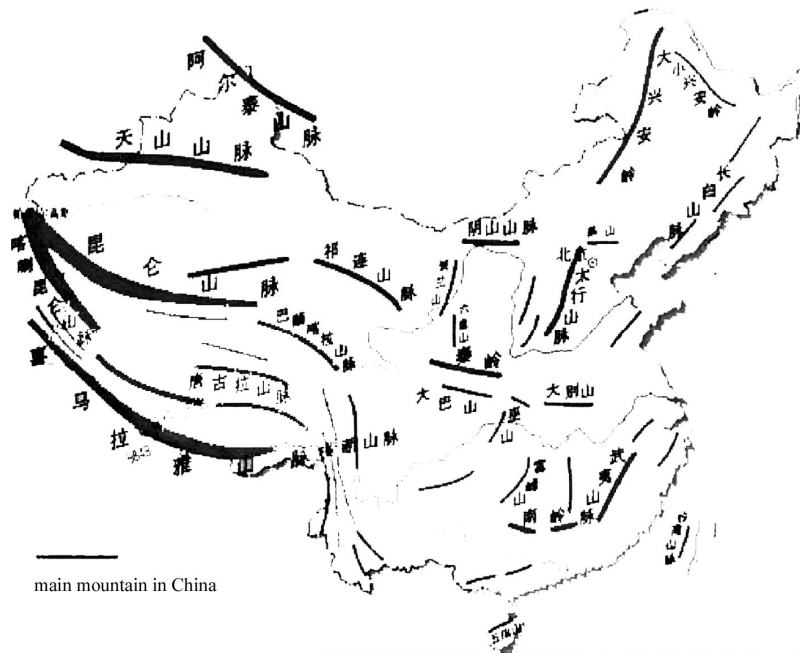 阿尔泰山脉
天山山脉
大兴安岭
小兴安岭
长白山脉
阴山山脉
北京
昆仑山脉
祁连山脉
贺兰山
太行山脉
喀喇昆仑山脉
六盘山
巴颜喀拉山脉
秦岭
喜马拉雅山脉
唐古拉山脉
大巴山
大别山
巫山
横断山脉
武夷山
南岭
台湾山脉
main mountain in China